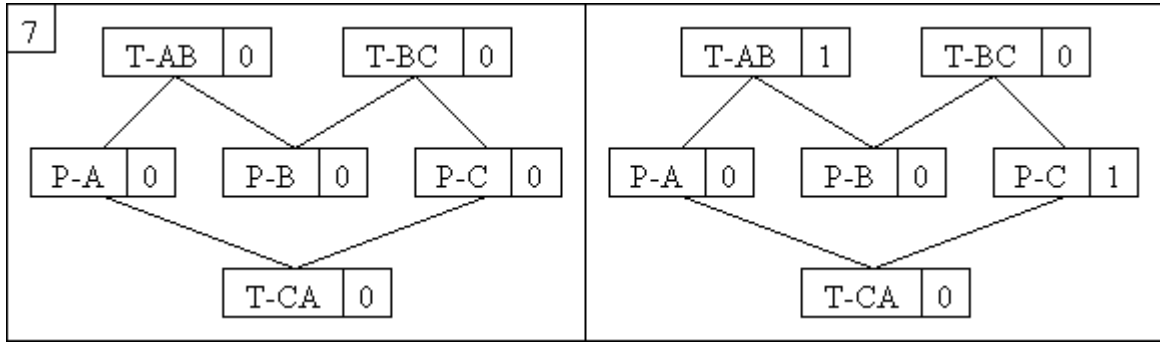 7
T-AB 0 T-BC 0 T-AB 1 T-BC 0
P-A 0 P-B 0 P-C 0 P-A 0 P-B 0 P-C 1
T-CA 0 T-CA 0